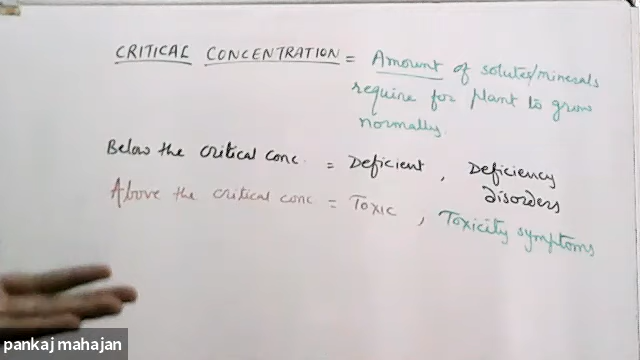 CRITICAL CONCENTRATION = Amount of solutes/minerals
require for plant to grow
normally.
Below the critical conc. = Deficient, Deficiency
disorders
Above the critical conc = Toxic, Toxicity symptoms
pankaj mahajan